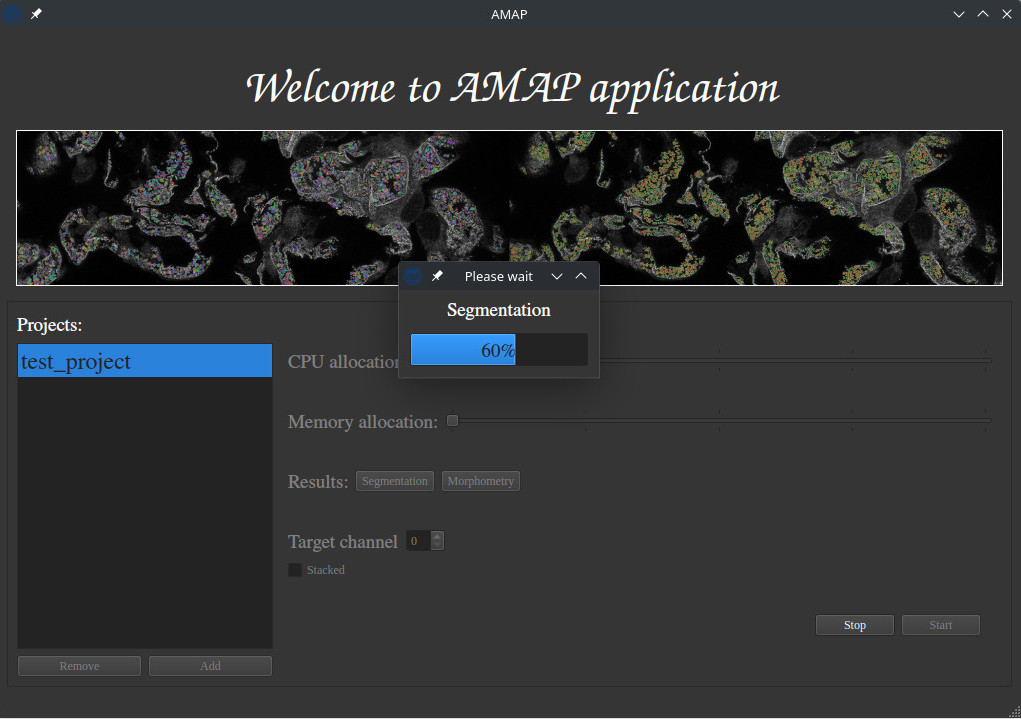 AMAP
Welcome to AMAP application
Please wait
Segmentation
60%
Projects:
test_project
CPU allocation
Memory allocation:
Results: Segmentation Morphometry
Target channel 0
Stacked
Stop Start
Remove Add